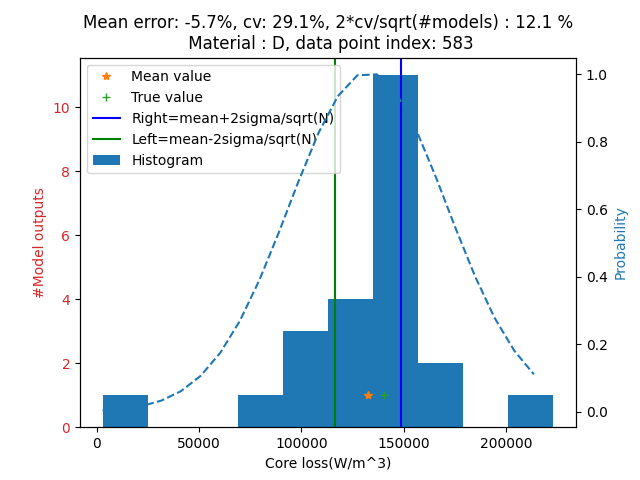 Mean error: -5.7%, cv: 29.1%, 2*cv/sqrt(#models) : 12.1 %
Material : D, data point index: 583
Mean value
True value
Right=mean+2sigma/sqrt(N)
Left=mean-2sigma/sqrt(N)
Histogram
#Model outputs
10
8
6
4
2
0
1.0
0.8
0.6
0.4
0.2
0.0
Probability
0
50000
100000
150000
200000
Core loss(W/m^3)